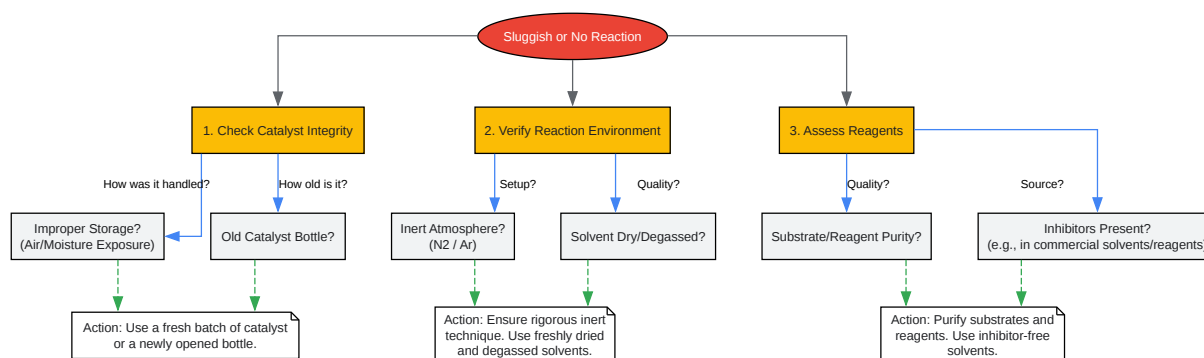 Sluggish or No Reaction
1. Check Catalyst Integrity
2. Verify Reaction Environment
3. Assess Reagents
How was it handled?
How old is it?
Setup?
Quality?
Quality?
Source?
Improper Storage?
(Air/Moisture Exposure)
Old Catalyst Bottle?
Inert Atmosphere?
(N2 / Ar)
Solvent Dry/Degassed?
Substrate/Reagent Purity?
Inhibitors Present?
(e.g., in commercial solvents/reagents)
Action: Use a fresh batch of catalyst
or a newly opened bottle.
Action: Ensure rigorous inert
technique. Use freshly dried
and degassed solvents.
Action: Purify substrates and
reagents. Use inhibitor-free
solvents.